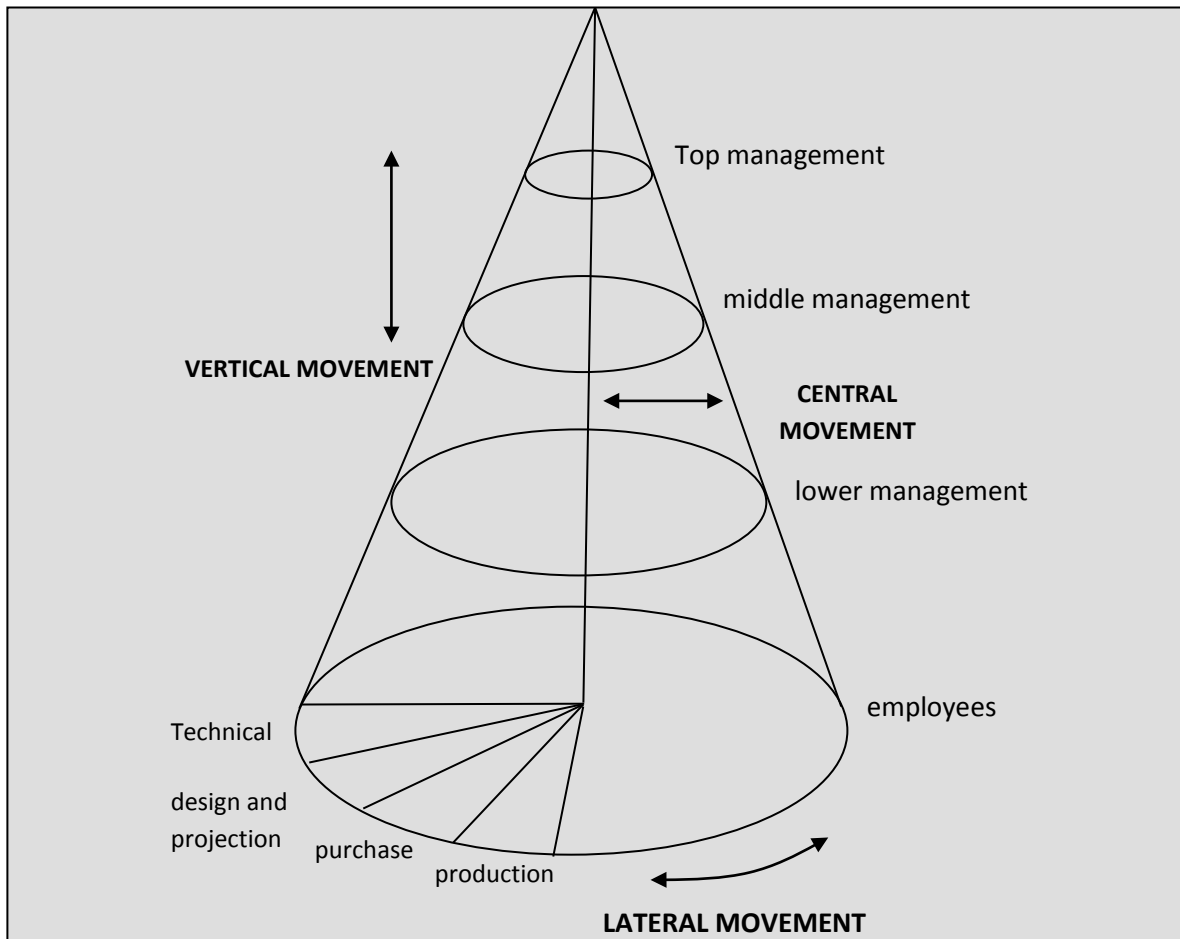 Top management
middle management
VERTICAL MOVEMENT
CENTRAL
MOVEMENT
lower management
employees
Technical
design and
projection
purchase
production
LATERAL MOVEMENT